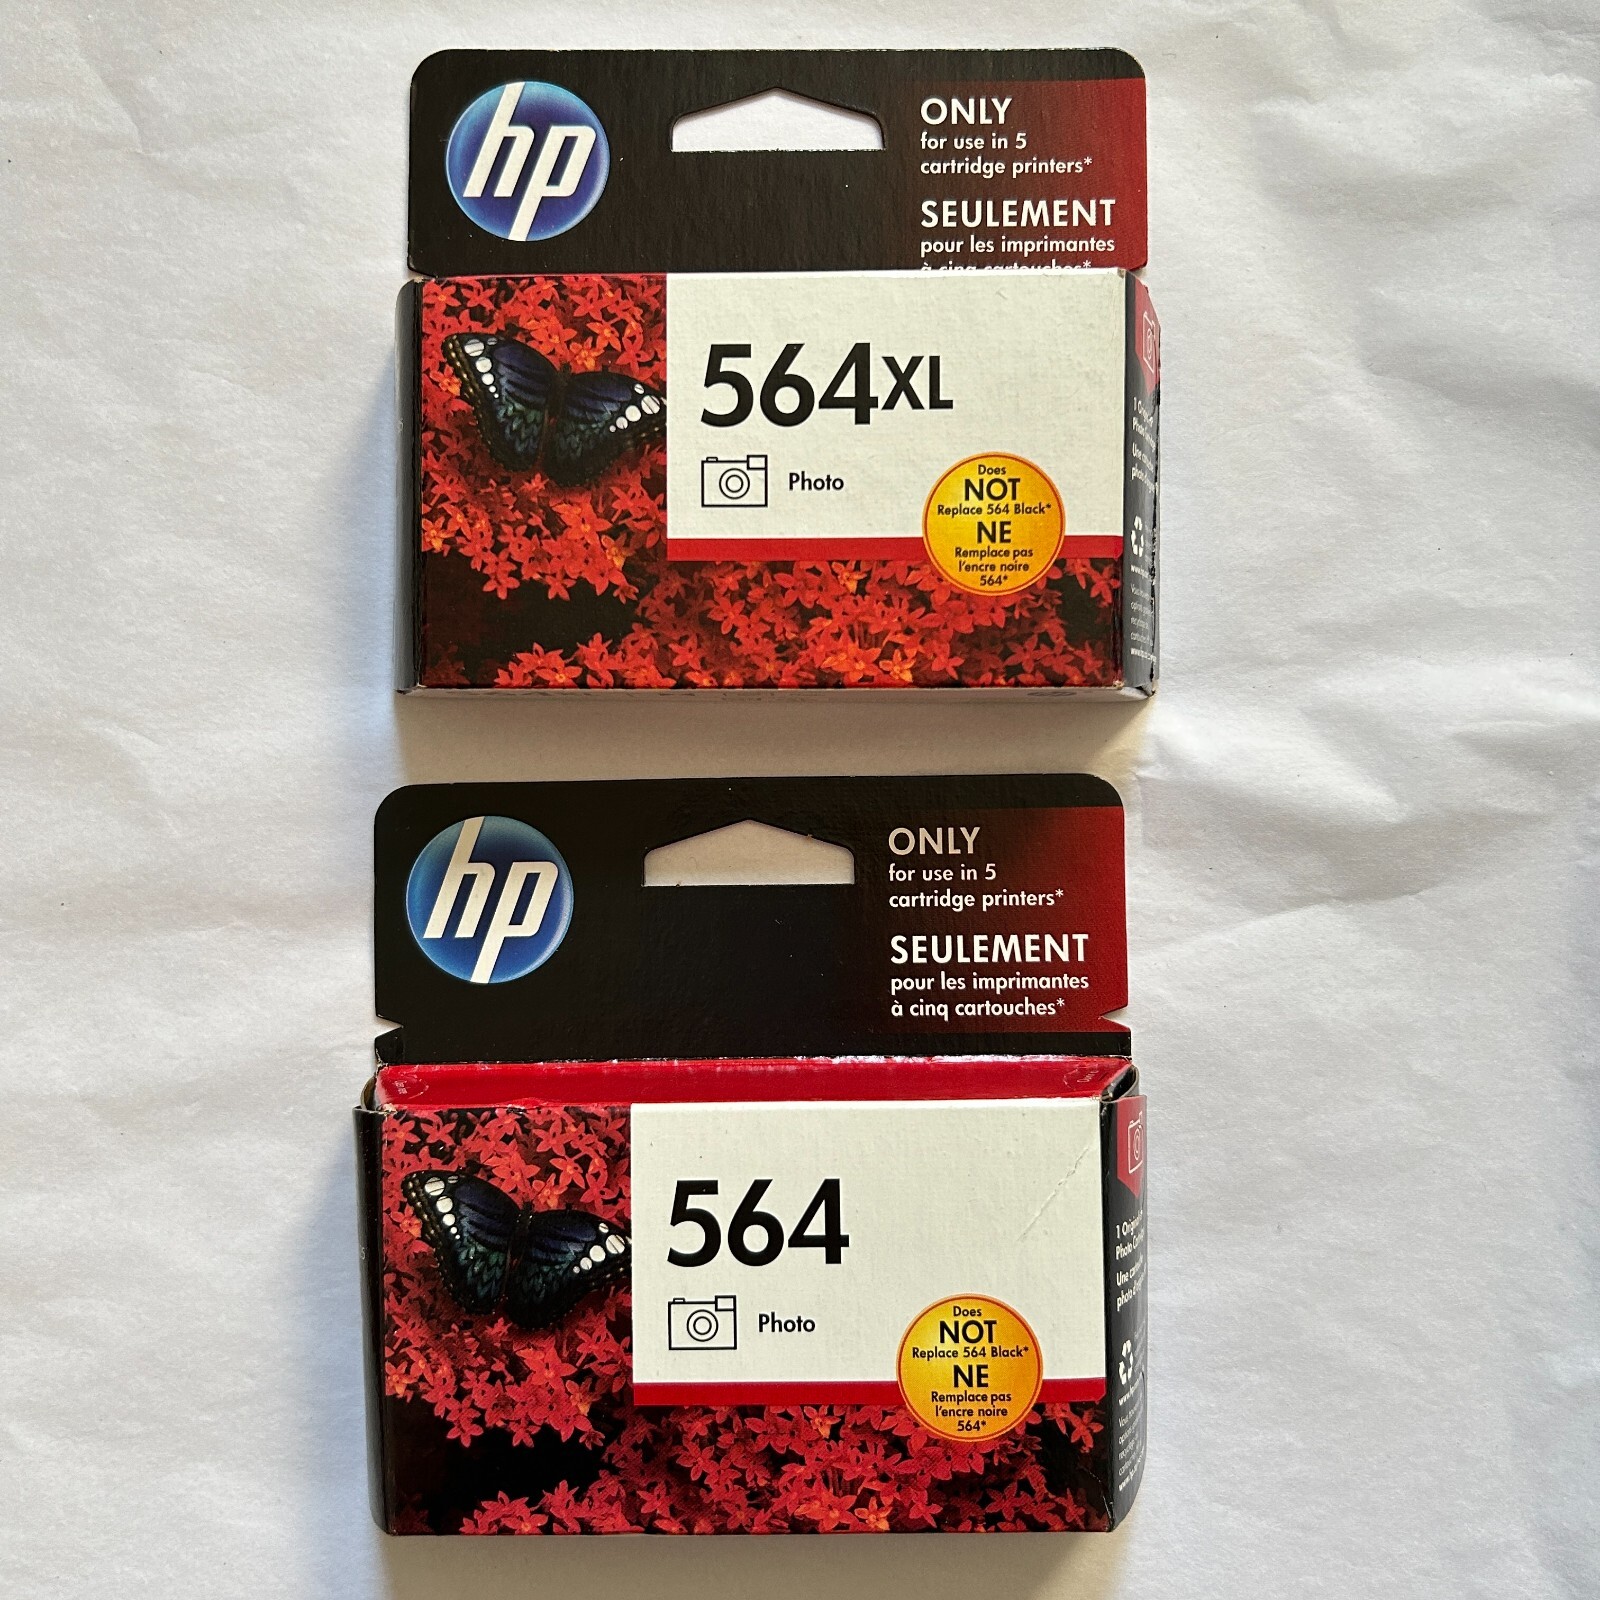 hp
ONLY
for use in 5
cartridge printers*
SEULEMENT
pour les imprimantes
à cinq cartouches*
564XL
Photo
Does
NOT
Replace 564 Black*
NE
Remplace pas
l'encre noire
564*
hp
ONLY
for use in 5
cartridge printers*
SEULEMENT
pour les imprimantes
à cinq cartouches*
564
Photo
Does
NOT
Replace 564 Black*
NE
Remplace pas
l'encre noire
564*